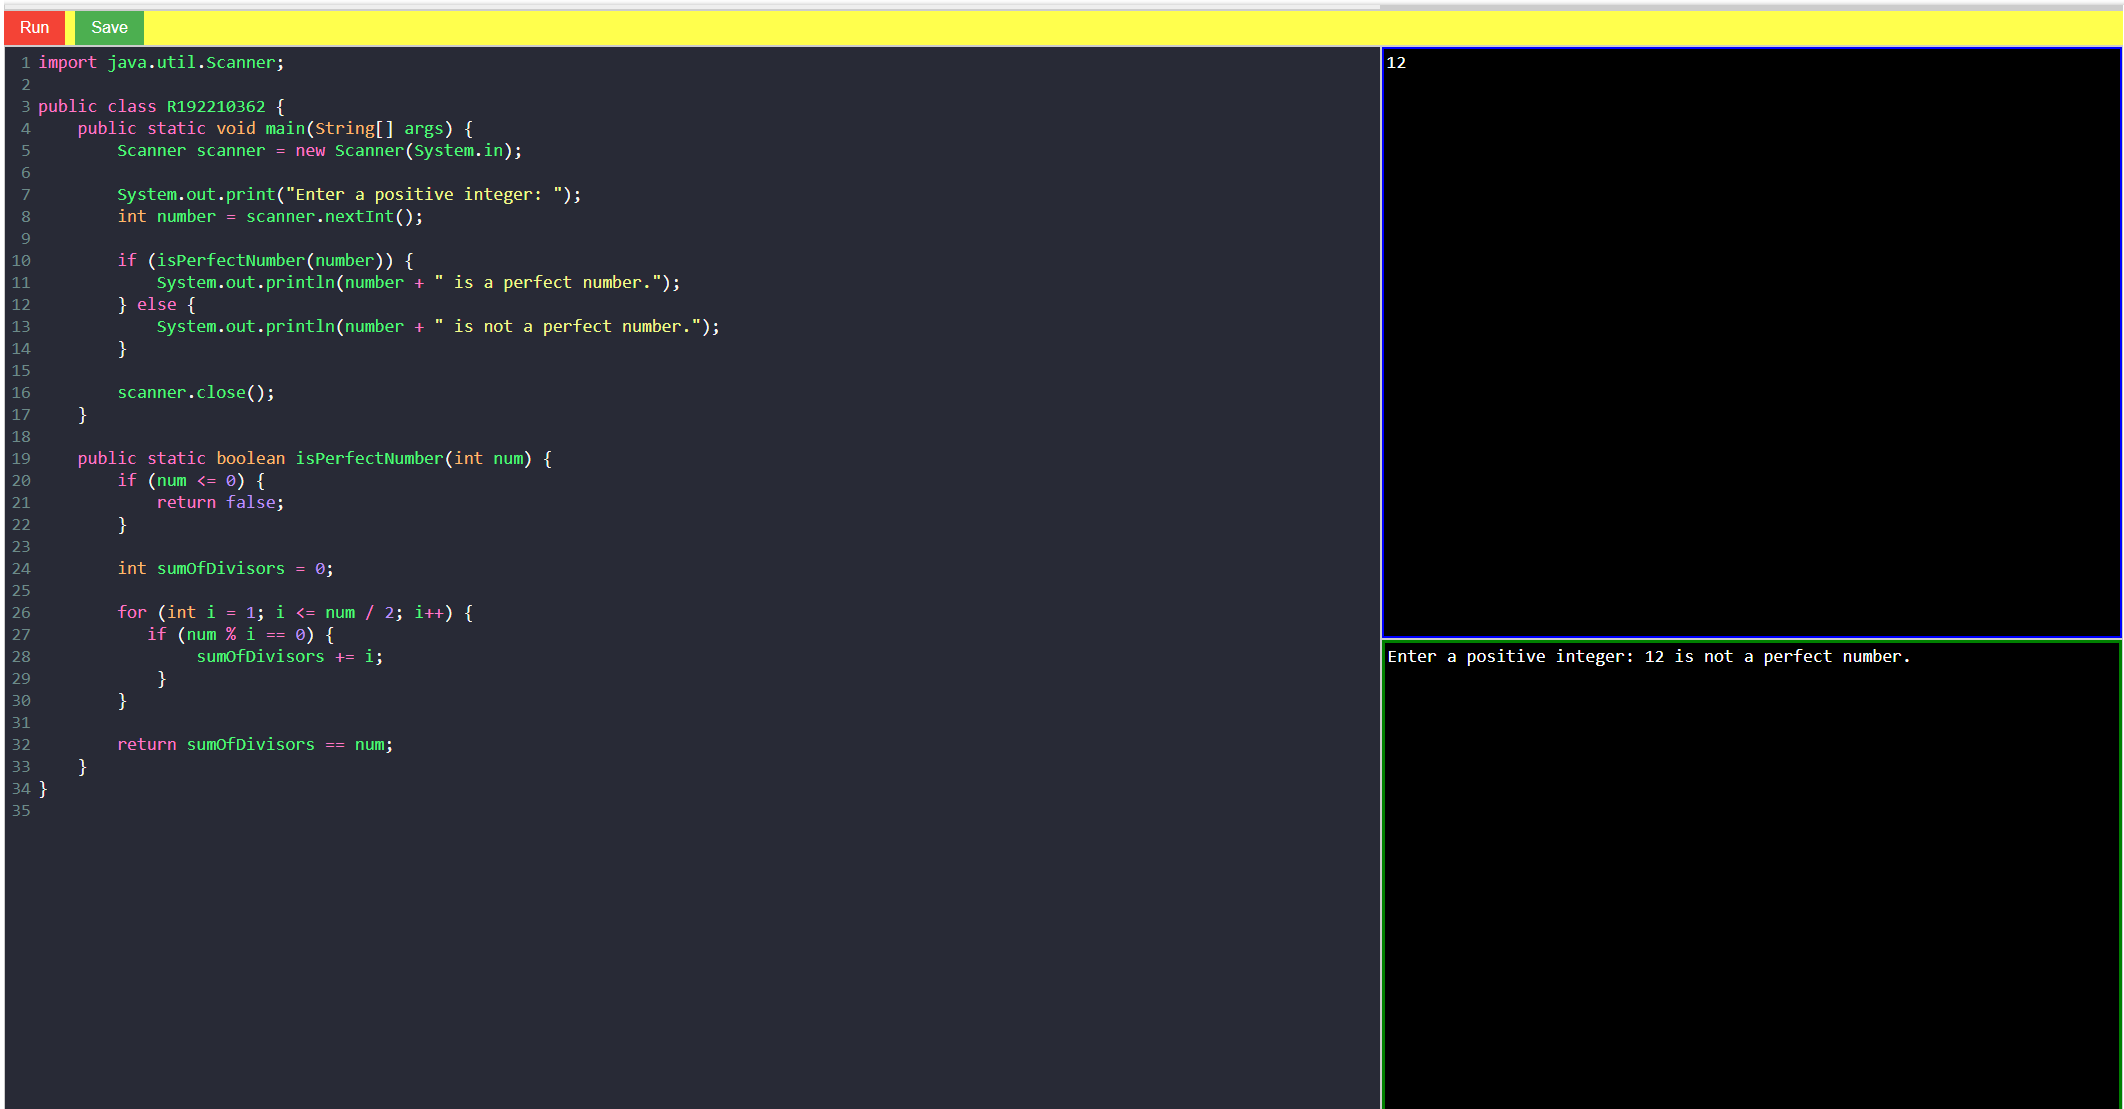 Run Save
1 import java.util.Scanner;
2
3 public class R192210362 {
4     public static void main(String[] args) {
5         Scanner scanner = new Scanner(System.in);
6
7         System.out.print("Enter a positive integer: ");
8         int number = scanner.nextInt();
9
10         if (isPerfectNumber(number)) {
11             System.out.println(number + " is a perfect number.");
12         } else {
13             System.out.println(number + " is not a perfect number.");
14         }
15
16         scanner.close();
17     }
18
19     public static boolean isPerfectNumber(int num) {
20         if (num <= 0) {
21             return false;
22         }
23
24         int sumOfDivisors = 0;
25
26         for (int i = 1; i <= num / 2; i++) {
27            if (num % i == 0) {
28                 sumOfDivisors += i;
29             }
30         }
31
32         return sumOfDivisors == num;
33     }
34 }
35
12
Enter a positive integer: 12 is not a perfect number.